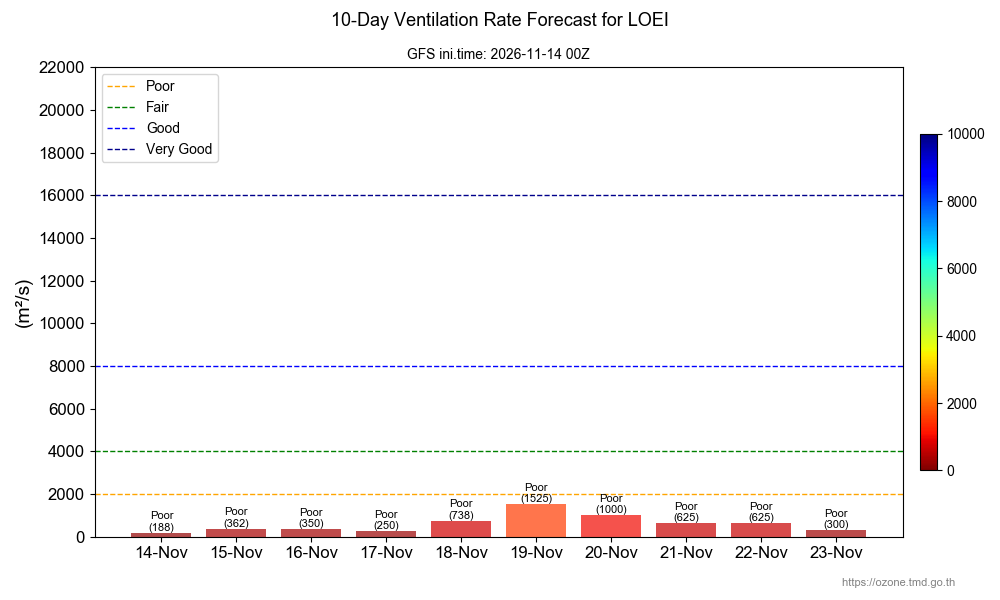 10-Day Ventilation Rate Forecast for LOEI
GFS ini.time: 2026-11-14 00Z
(m²/s)
22000
20000
18000
16000
14000
12000
10000
8000
6000
4000
2000
0
Poor
Fair
Good
Very Good
Poor
(188)
Poor
(362)
Poor
(350)
Poor
(250)
Poor
(738)
Poor
(1525)
Poor
(1000)
Poor
(625)
Poor
(625)
Poor
(300)
14-Nov 15-Nov 16-Nov 17-Nov 18-Nov 19-Nov 20-Nov 21-Nov 22-Nov 23-Nov
10000
8000
6000
4000
2000
0
https://ozone.tmd.go.th